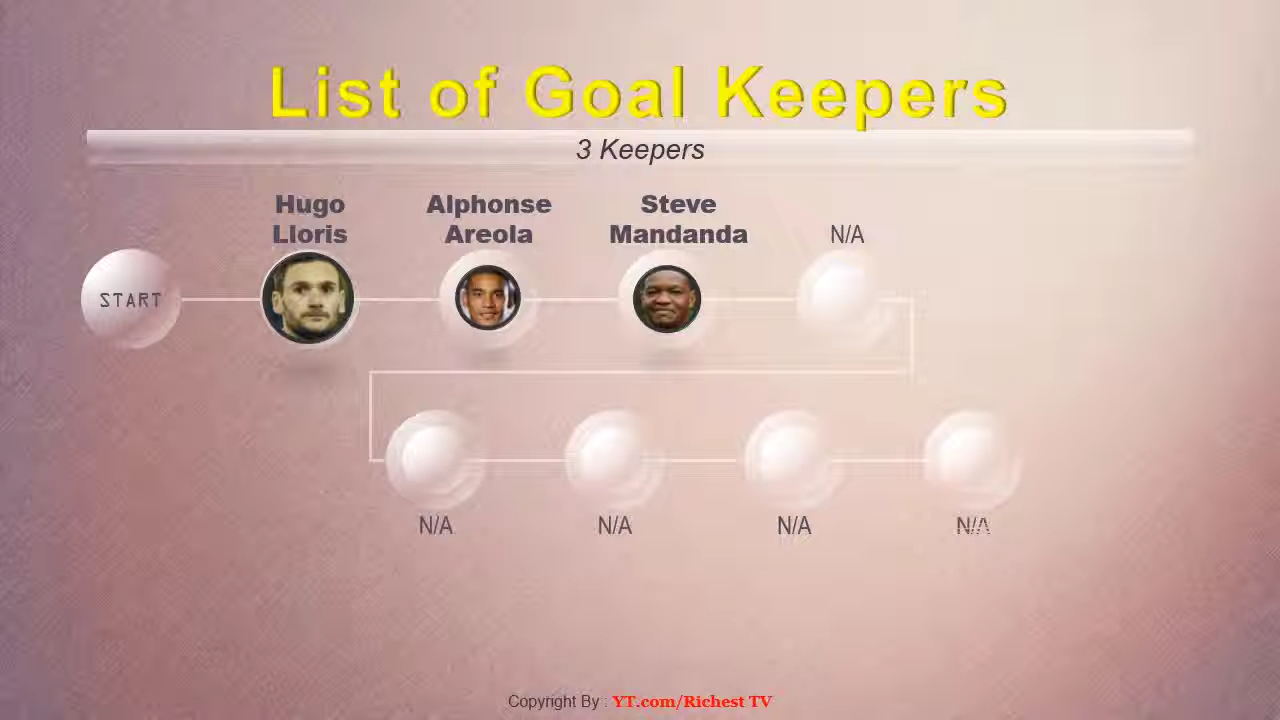 List of Goal Keepers
3 Keepers
Hugo
Lloris
Alphonse
Areola
Steve
Mandanda
N/A
START
N/A
N/A
N/A
N/A
Copyright By : YT.com/Richest TV